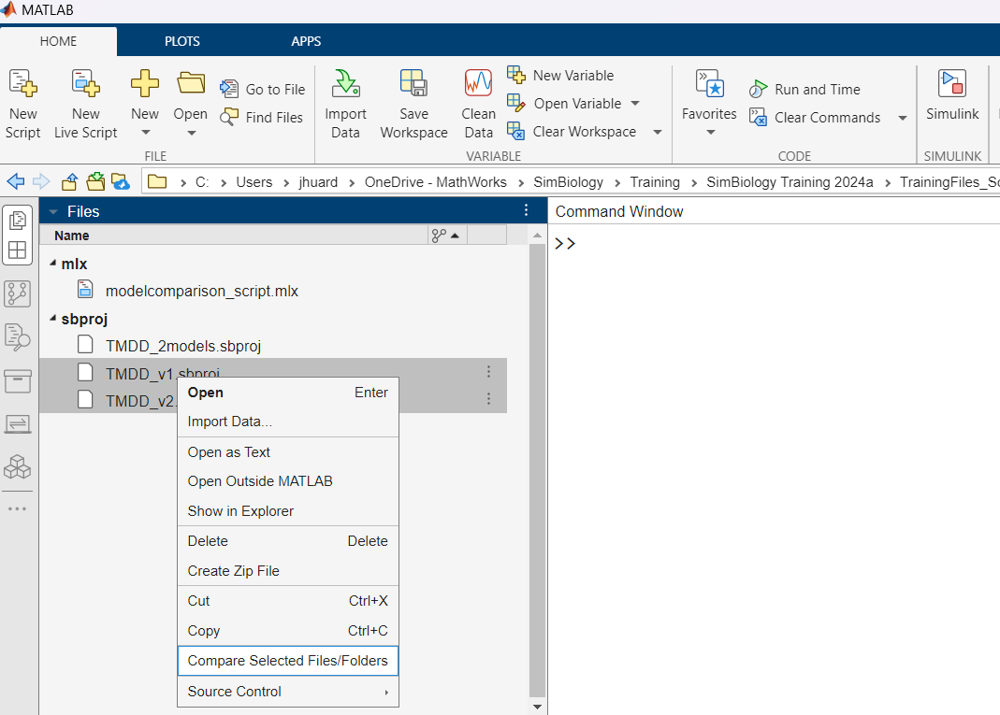 MATLAB
HOME PLOTS APPS
New Script
New Live Script
New
Open
Go to File
Find Files
FILE
Import Data
Save Workspace
Clean Data
New Variable
Open Variable
Clear Workspace
VARIABLE
Favorites
Run and Time
Clear Commands
CODE
Simulink
SIMULINK
C: › Users › jhuard › OneDrive - MathWorks › SimBiology › Training › SimBiology Training 2024a › TrainingFiles_Sc
Files
Name
mlx
modelcomparison_script.mlx
sbproj
TMDD_2models.sbproj
TMDD_v1.sbproj
TMDD_v2.
Open Enter
Import Data...
Open as Text
Open Outside MATLAB
Show in Explorer
Delete Delete
Create Zip File
Cut Ctrl+X
Copy Ctrl+C
Compare Selected Files/Folders
Source Control
Command Window
>>